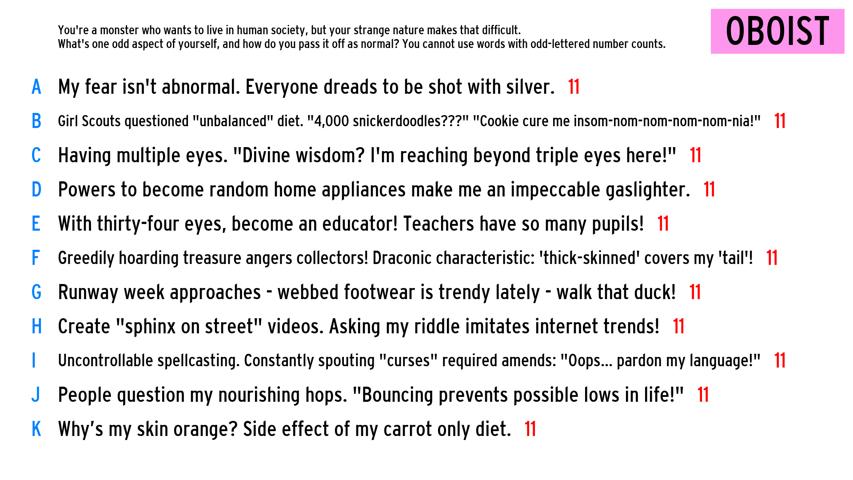 You're a monster who wants to live in human society, but your strange nature makes that difficult.
What's one odd aspect of yourself, and how do you pass it off as normal? You cannot use words with odd-lettered number counts.
OBOIST
A My fear isn't abnormal. Everyone dreads to be shot with silver. 11
B Girl Scouts questioned "unbalanced" diet. "4,000 snickerdoodles???" "Cookie cure me insom-nom-nom-nom-nom-nia!" 11
C Having multiple eyes. "Divine wisdom? I'm reaching beyond triple eyes here!" 11
D Powers to become random home appliances make me an impeccable gaslighter. 11
E With thirty-four eyes, become an educator! Teachers have so many pupils! 11
F Greedily hoarding treasure angers collectors! Draconic characteristic: 'thick-skinned' covers my 'tail'! 11
G Runway week approaches - webbed footwear is trendy lately - walk that duck! 11
H Create "sphinx on street" videos. Asking my riddle imitates internet trends! 11
I Uncontrollable spellcasting. Constantly spouting "curses" required amends: "Oops... pardon my language!" 11
J People question my nourishing hops. "Bouncing prevents possible lows in life!" 11
K Why's my skin orange? Side effect of my carrot only diet. 11